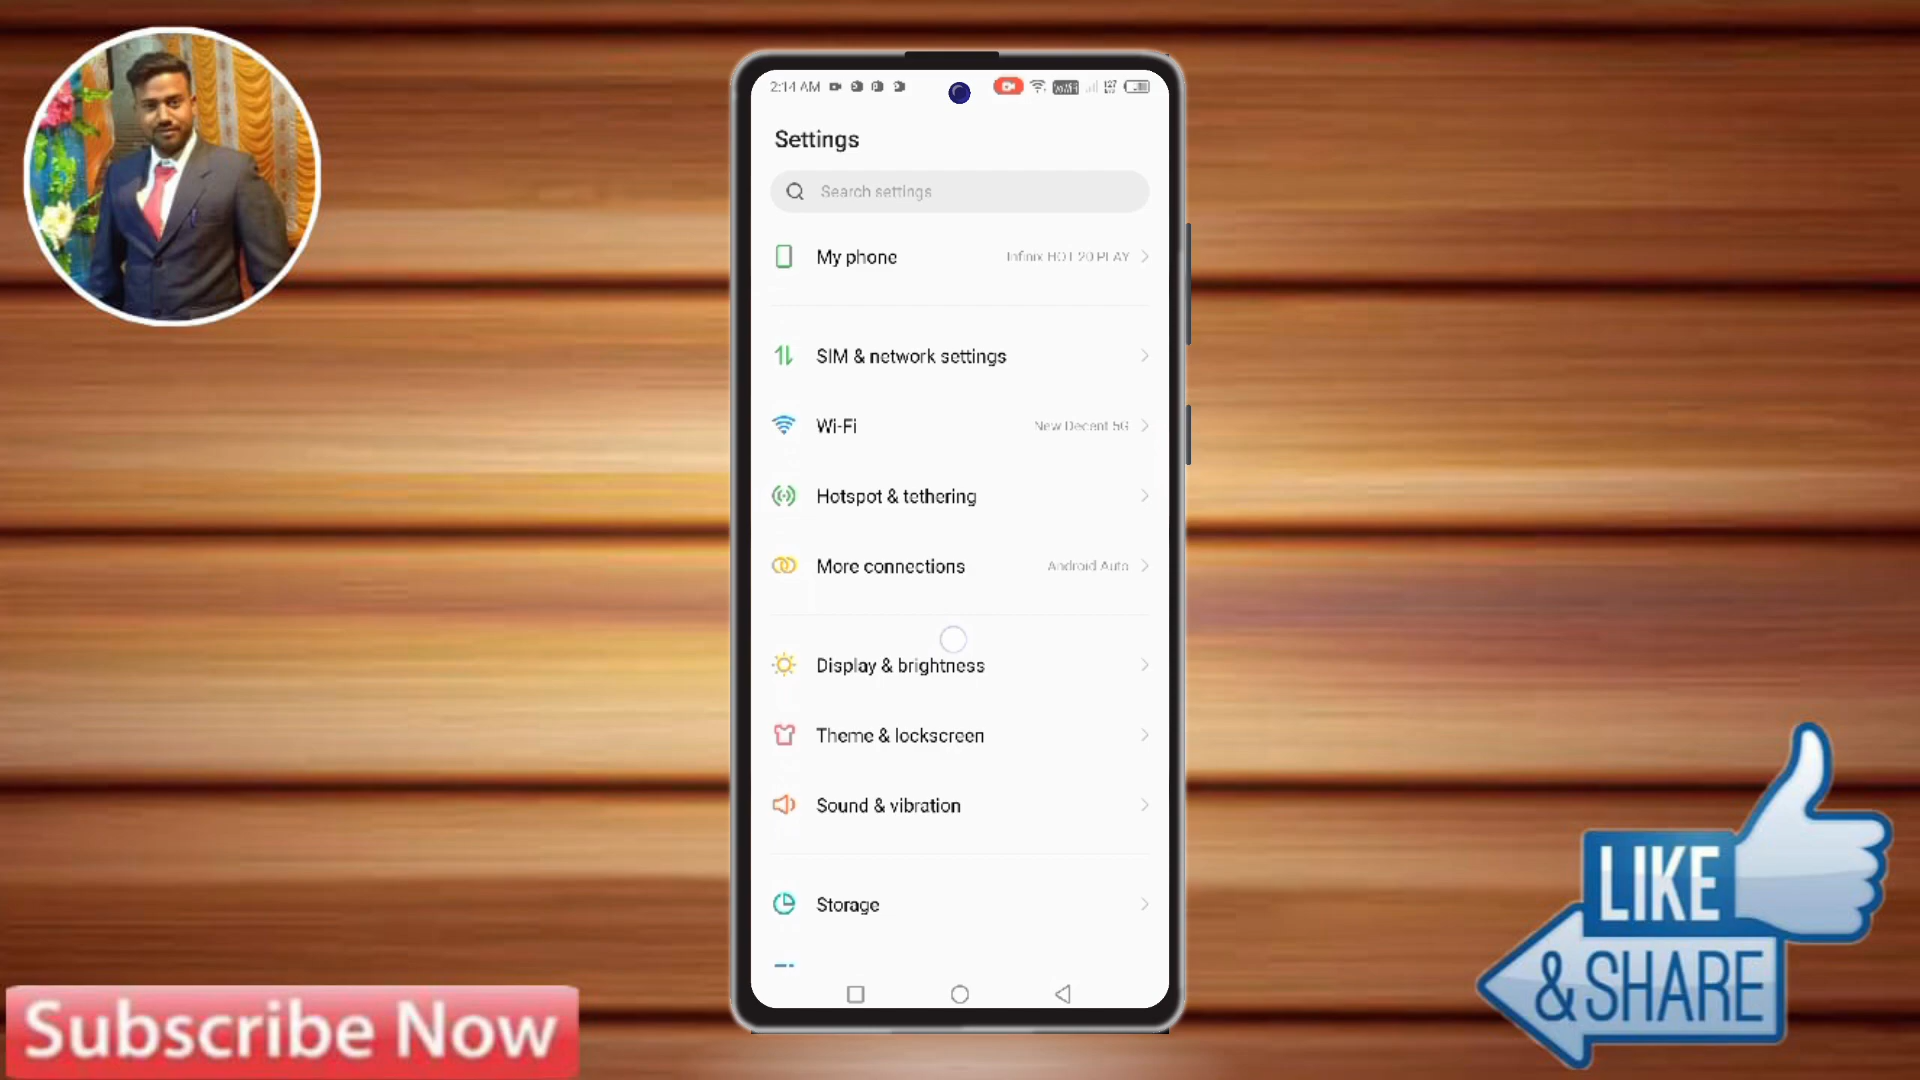 2:14 AM
Settings
Search settings
My phone
Infinix HOT 20 PLAY
SIM & network settings
Wi-Fi
New Decent 5G
Hotspot & tethering
More connections
Android Auto
Display & brightness
Theme & lockscreen
Sound & vibration
Storage
Subscribe Now
LIKE
& SHARE